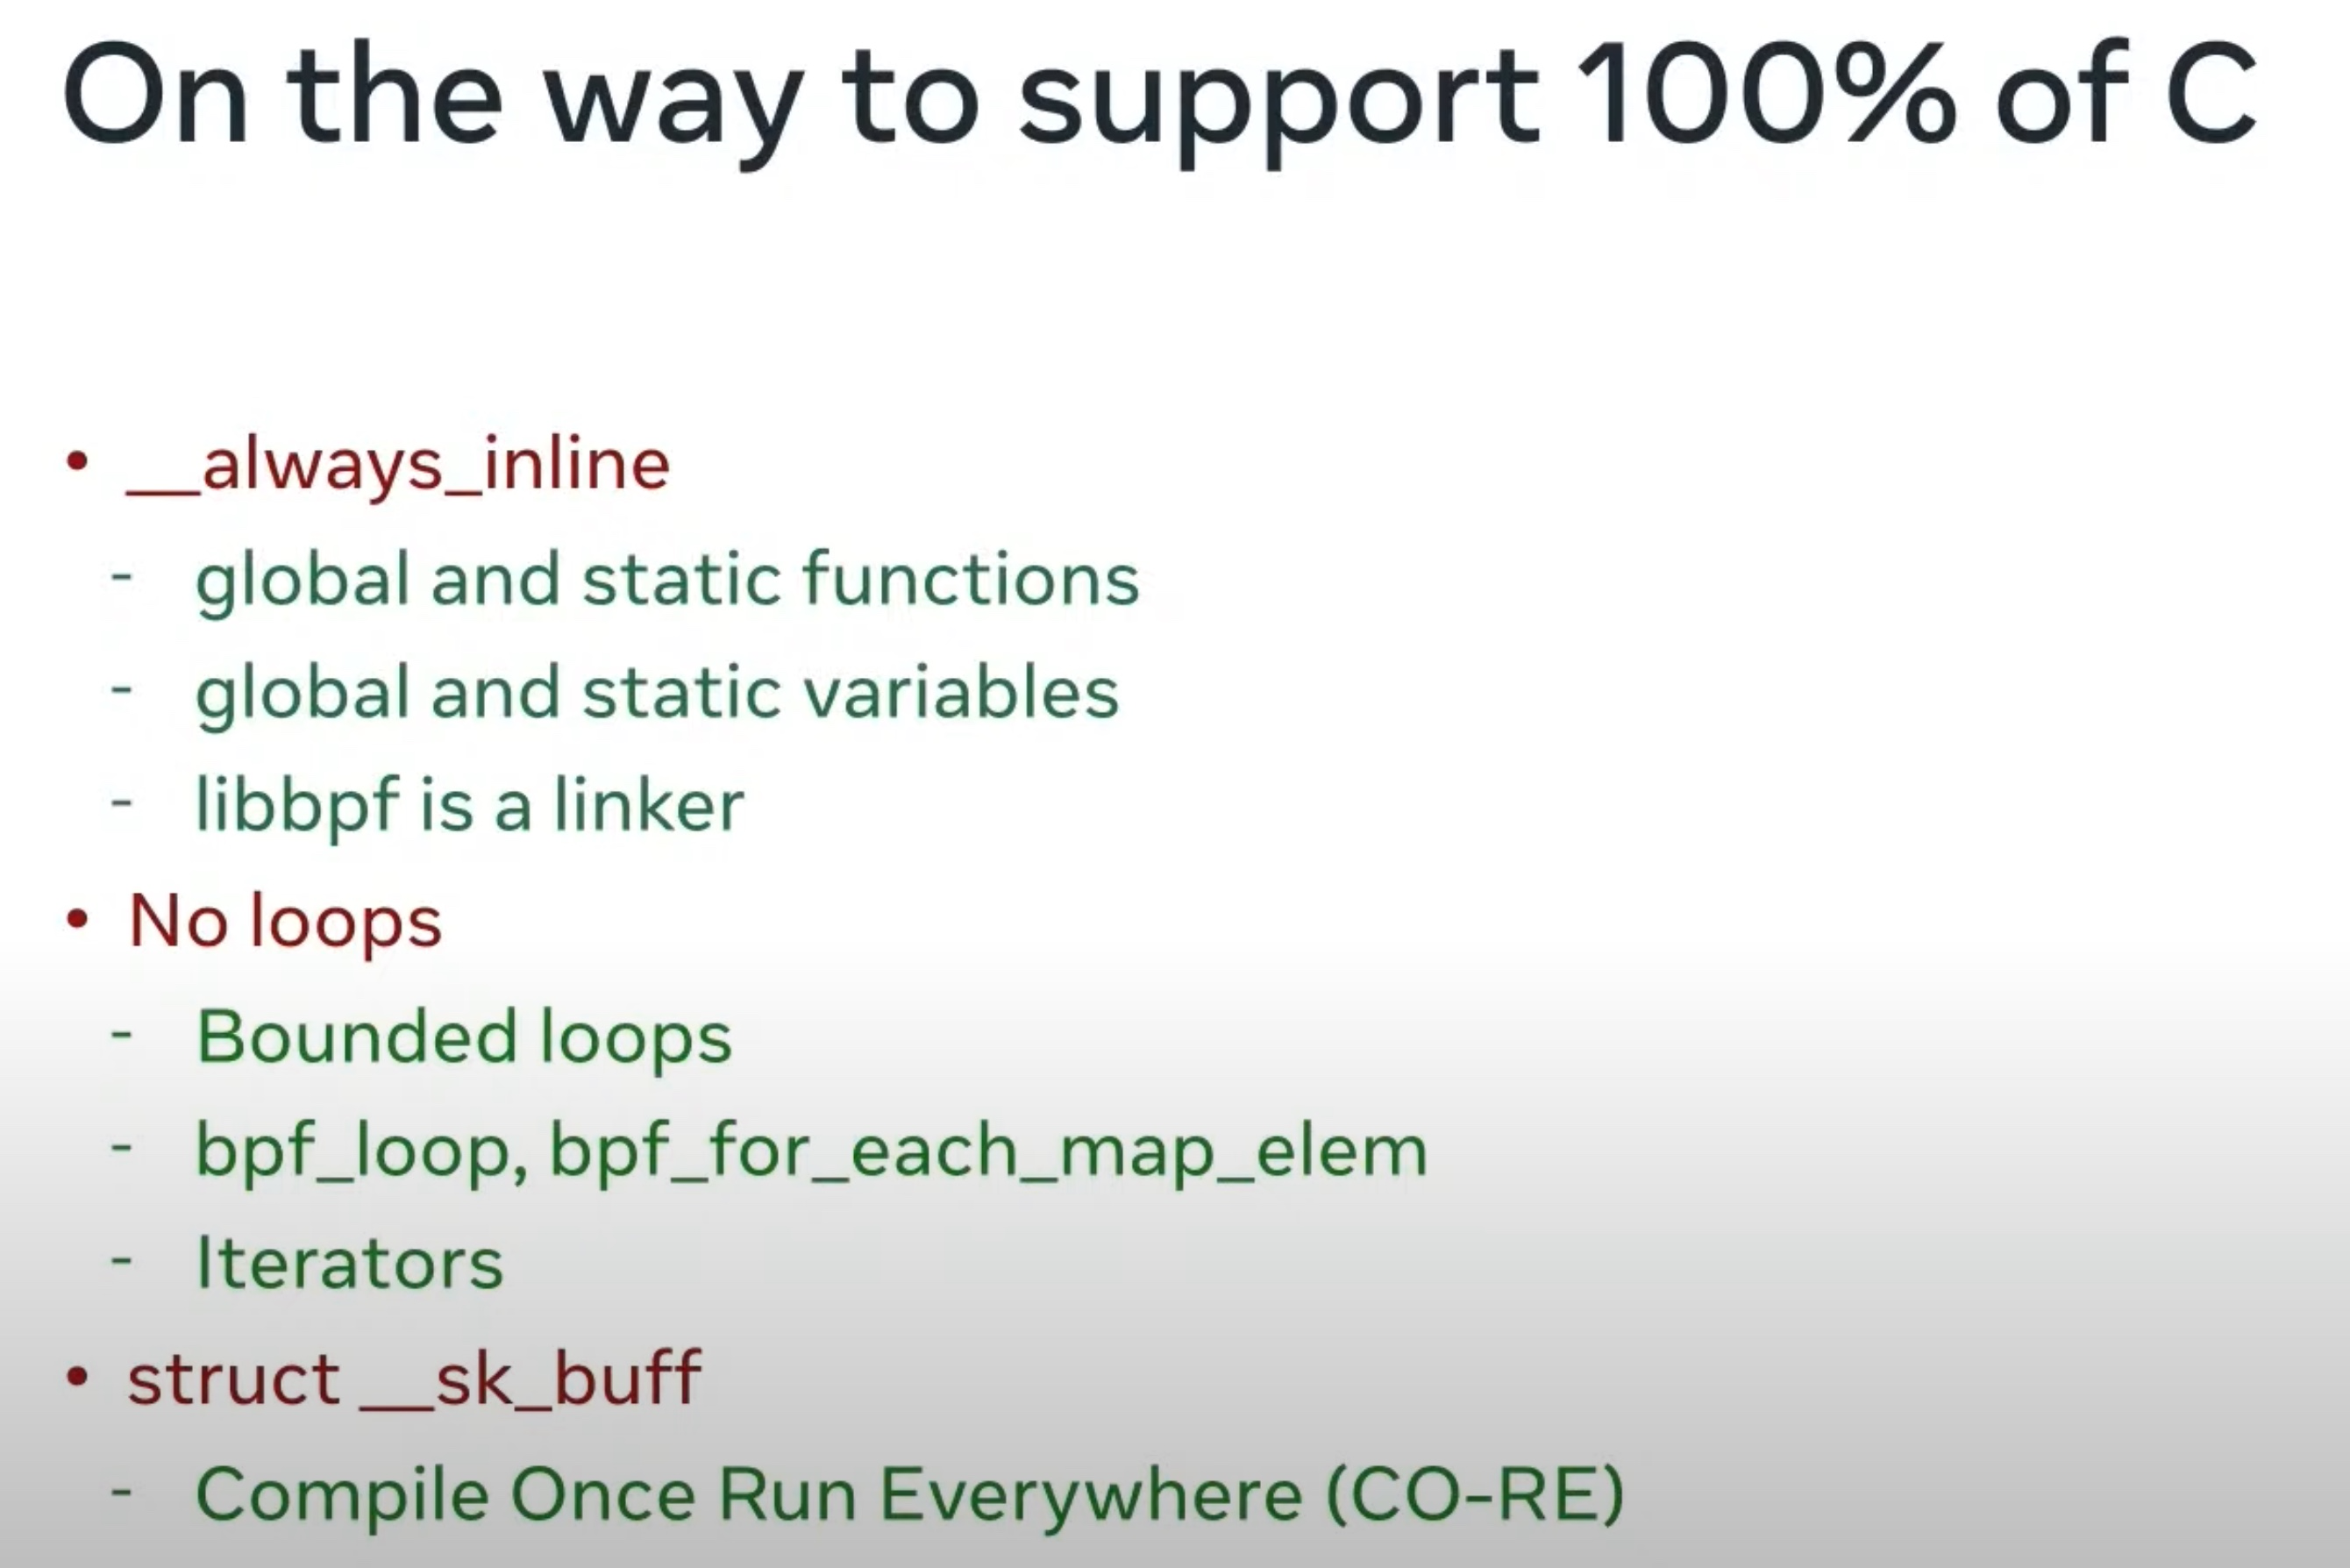 On the way to support 100% of C
• __always_inline
- global and static functions
- global and static variables
- libbpf is a linker
• No loops
- Bounded loops
- bpf_loop, bpf_for_each_map_elem
- Iterators
• struct __sk_buff
- Compile Once Run Everywhere (CO-RE)